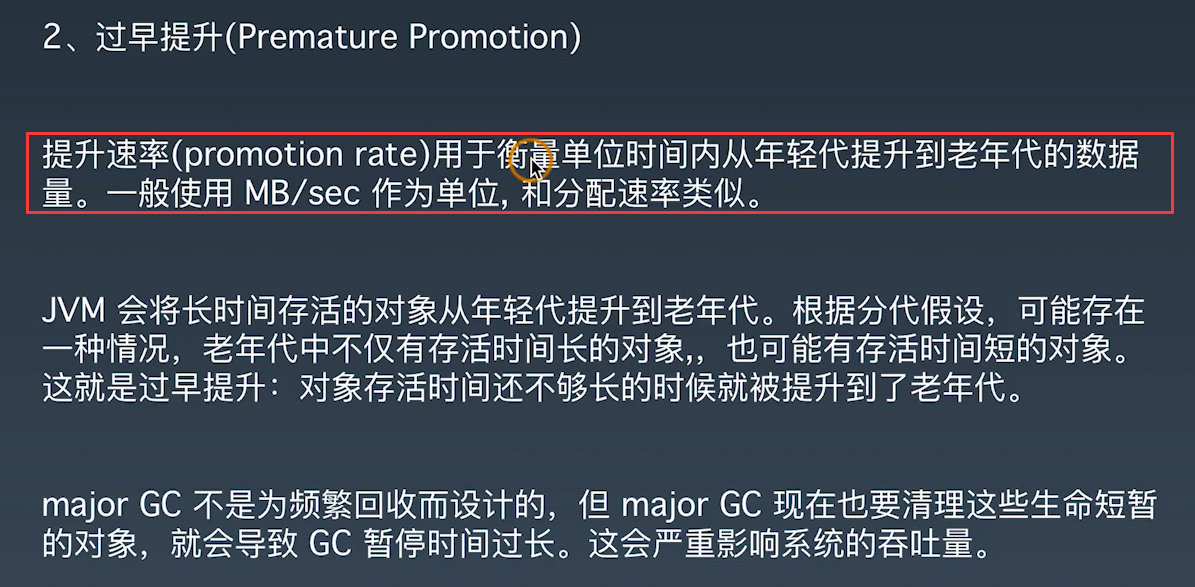 2、过早提升(Premature Promotion)
提升速率(promotion rate)用于衡量单位时间内从年轻代提升到老年代的数据
量。一般使用 MB/sec 作为单位, 和分配速率类似。
JVM 会将长时间存活的对象从年轻代提升到老年代。根据分代假设，可能存在
一种情况，老年代中不仅有存活时间长的对象,，也可能有存活时间短的对象。
这就是过早提升：对象存活时间还不够长的时候就被提升到了老年代。
major GC 不是为频繁回收而设计的，但 major GC 现在也要清理这些生命短暂
的对象，就会导致 GC 暂停时间过长。这会严重影响系统的吞吐量。